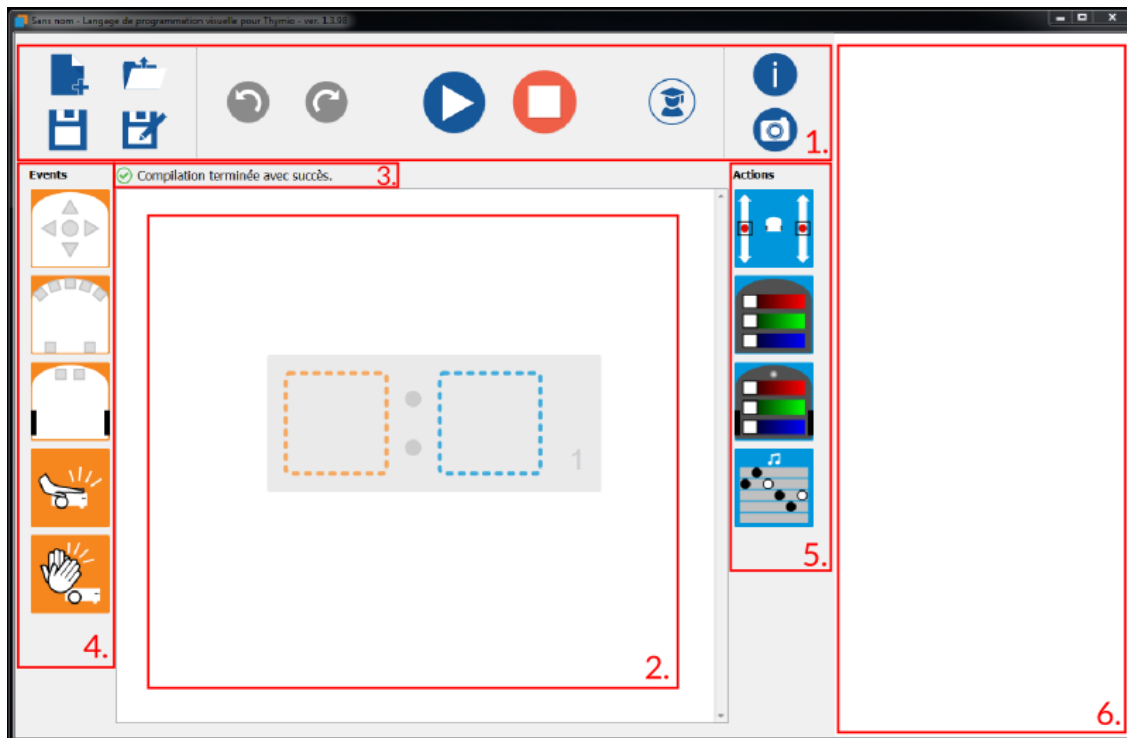 Sans nom - Langage de programmation visuelle pour Thymio - ver. 1.3.98
i
1.
Events
Compilation terminée avec succès.
3.
Actions
1
5.
4.
2.
6.